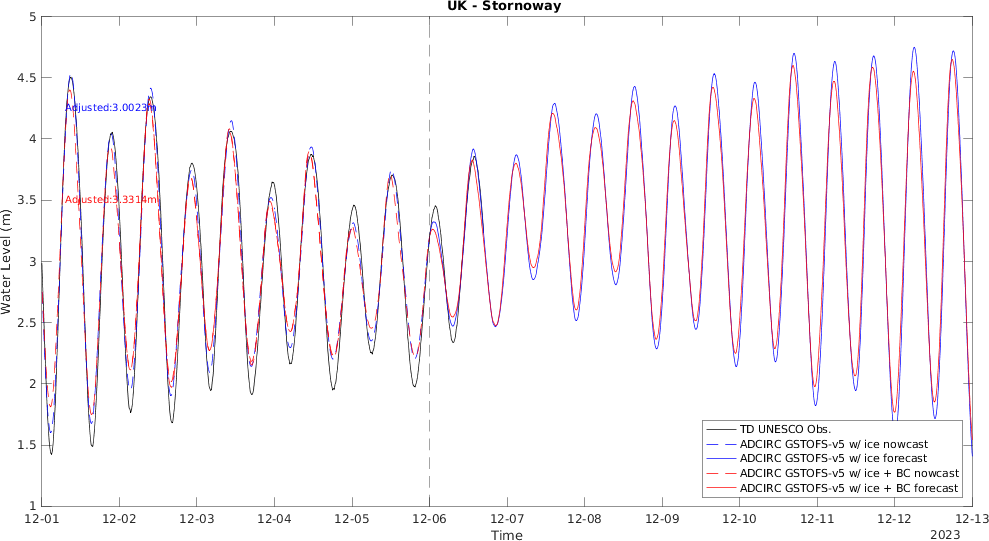 UK - Stornoway
5
4.5
4
3.5
3
2.5
2
1.5
1
Water Level (m)
Adjusted:3.0023m
Adjusted:3.3314m
TD UNESCO Obs.
ADCIRC GSTOFS-v5 w/ ice nowcast
ADCIRC GSTOFS-v5 w/ ice forecast
ADCIRC GSTOFS-v5 w/ ice + BC nowcast
ADCIRC GSTOFS-v5 w/ ice + BC forecast
12-01 12-02 12-03 12-04 12-05 12-06 12-07 12-08 12-09 12-10 12-11 12-12 12-13
Time
2023